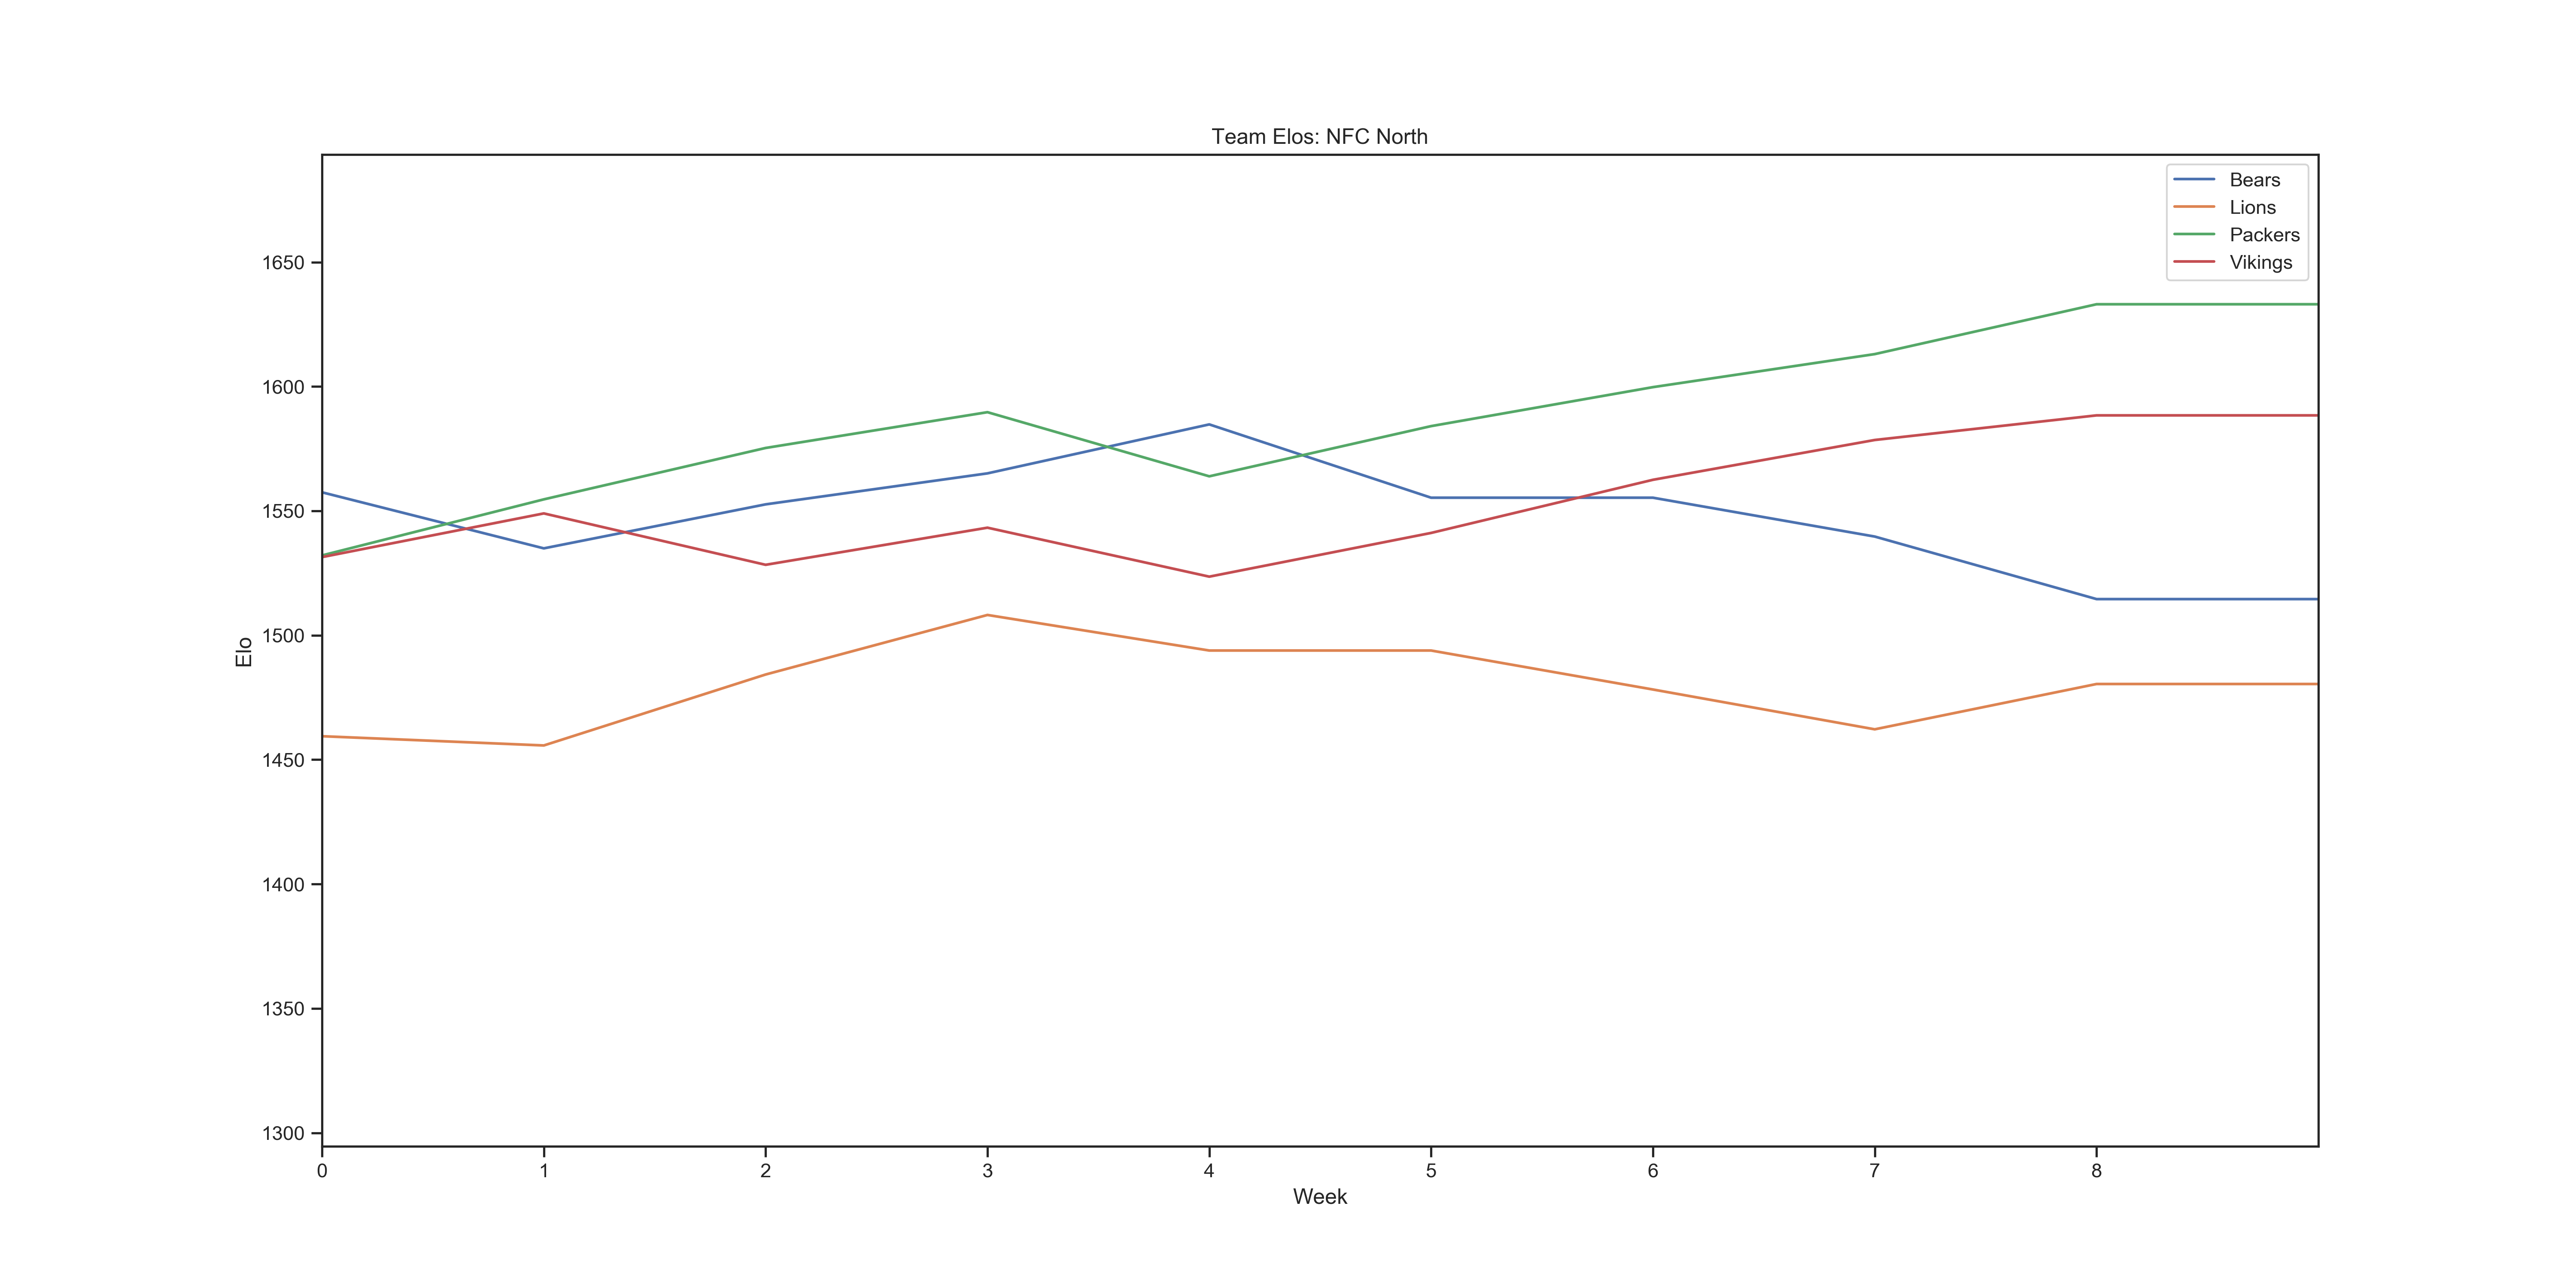 Team Elos: NFC North
Bears
Lions
Packers
Vikings
Elo
1650
1600
1550
1500
1450
1400
1350
1300
0 1 2 3 4 5 6 7 8
Week